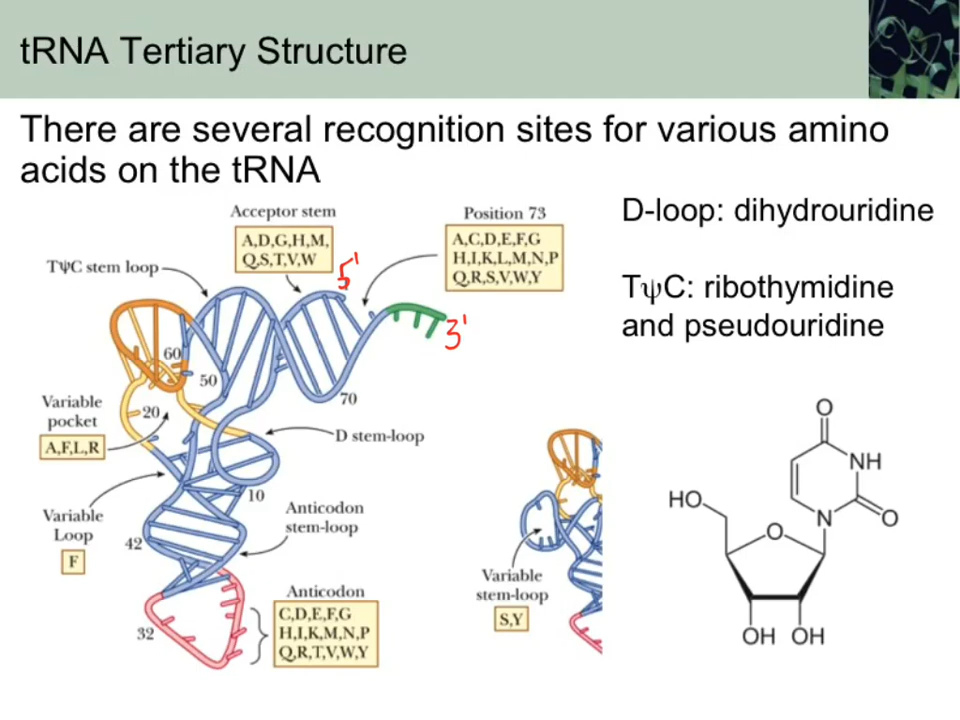 tRNA Tertiary Structure
There are several recognition sites for various amino
acids on the tRNA
Acceptor stem
A,D,G,H,M,
Q,S,T,V,W
5'
Position 73
A,C,D,E,F,G
H,I,K,L,M,N,P
Q,R,S,V,W,Y
3'
TψC stem loop
60
50
70
20
Variable
pocket
A,F,L,R
D stem-loop
10
Variable
Loop
F
42
Anticodon
stem-loop
32
Anticodon
C,D,E,F,G
H,I,K,M,N,P
Q,R,T,V,W,Y
Variable
stem-loop
S,Y
D-loop: dihydrouridine
TψC: ribothymidine
and pseudouridine
O
NH
HO
N
O
O
OH OH